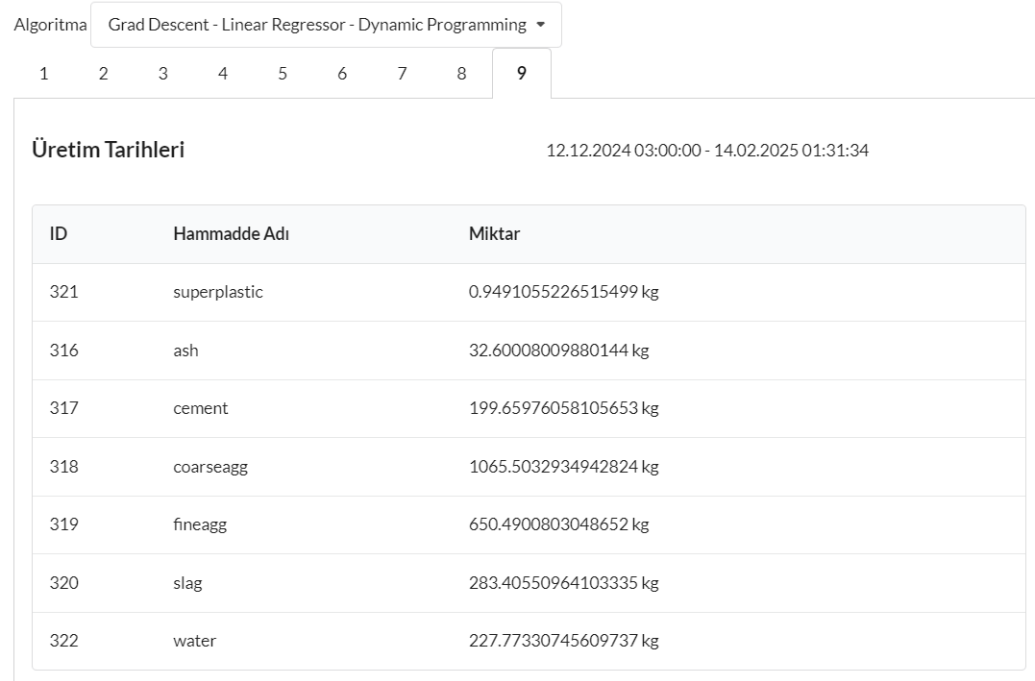 Algoritma Grad Descent - Linear Regressor - Dynamic Programming
1 2 3 4 5 6 7 8 9
Üretim Tarihleri 12.12.2024 03:00:00 - 14.02.2025 01:31:34
ID Hammadde Adı Miktar
321 superplastic 0.9491055226515499 kg
316 ash 32.60008009880144 kg
317 cement 199.65976058105653 kg
318 coarseagg 1065.5032934942824 kg
319 fineagg 650.4900803048652 kg
320 slag 283.40550964103335 kg
322 water 227.77330745609737 kg